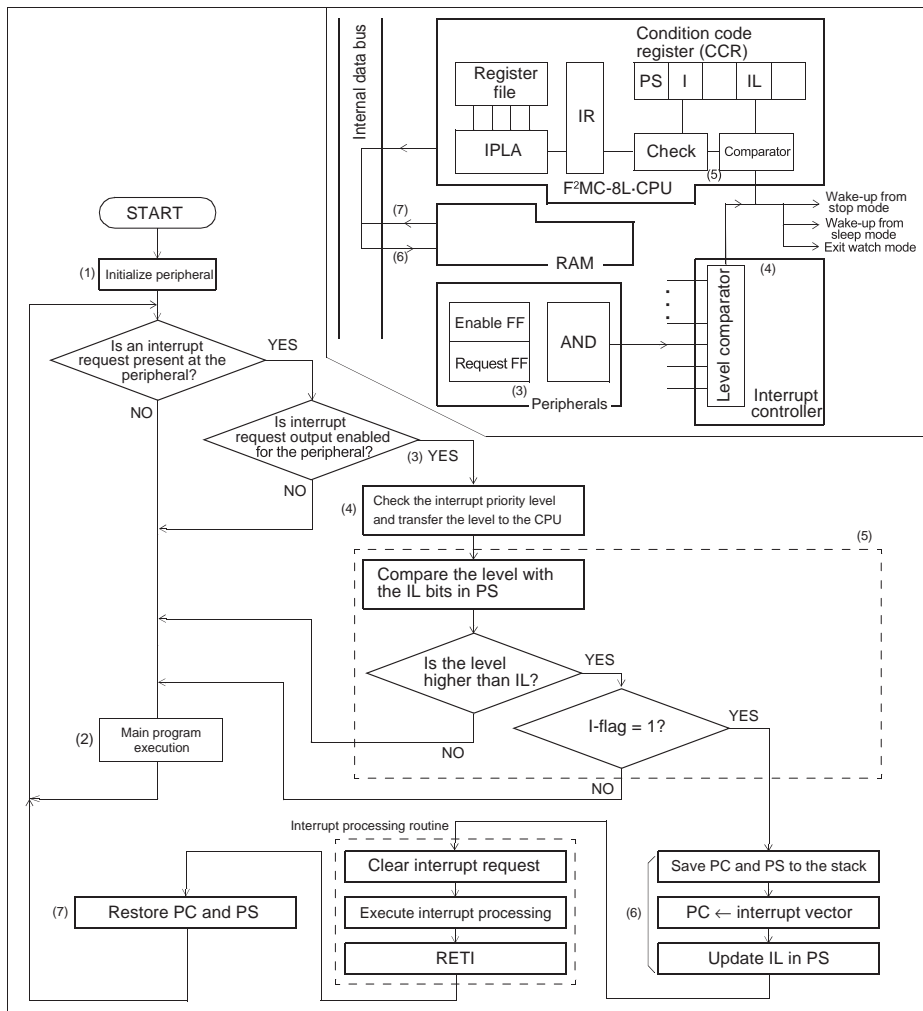 Internal data bus
Condition code
register (CCR)
PS
I
IL
Register
file
IR
IPLA
Check
Comparator
(5)
F²MC-8L·CPU
(7)
(6)
RAM
Wake-up from
stop mode
Wake-up from
sleep mode
Exit watch mode
(4)
Level comparator
Interrupt
controller
Enable FF
Request FF
AND
(3)
Peripherals
START
(1)
Initialize peripheral
Is an interrupt
request present at the
peripheral?
YES
NO
Is interrupt
request output enabled
for the peripheral?
(3) YES
NO
(4)
Check the interrupt priority level
and transfer the level to the CPU
(5)
Compare the level with
the IL bits in PS
Is the level
higher than IL?
YES
NO
I-flag = 1?
YES
NO
(2)
Main program
execution
Interrupt processing routine
Clear interrupt request
Execute interrupt processing
RETI
(7)
Restore PC and PS
(6)
Save PC and PS to the stack
PC ← interrupt vector
Update IL in PS